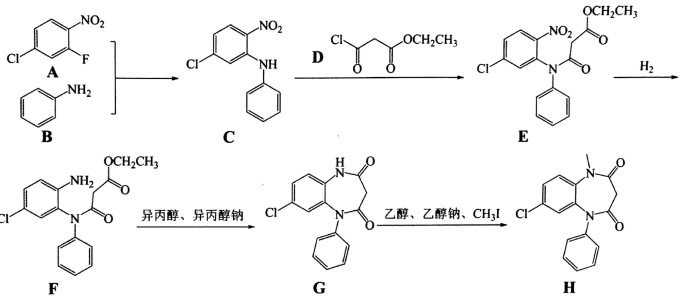 NO₂
Cl
F
A
NH₂
B
NO₂
Cl
NH
C
D
Cl
O
O
OCH₂CH₃
OCH₂CH₃
NO₂
O
Cl
N
O
E
H₂
OCH₂CH₃
NH₂
O
Cl
N
O
F
异丙醇、异丙醇钠
H
N
O
Cl
N
O
G
乙醇、乙醇钠、CH₃I
N
O
Cl
N
O
H